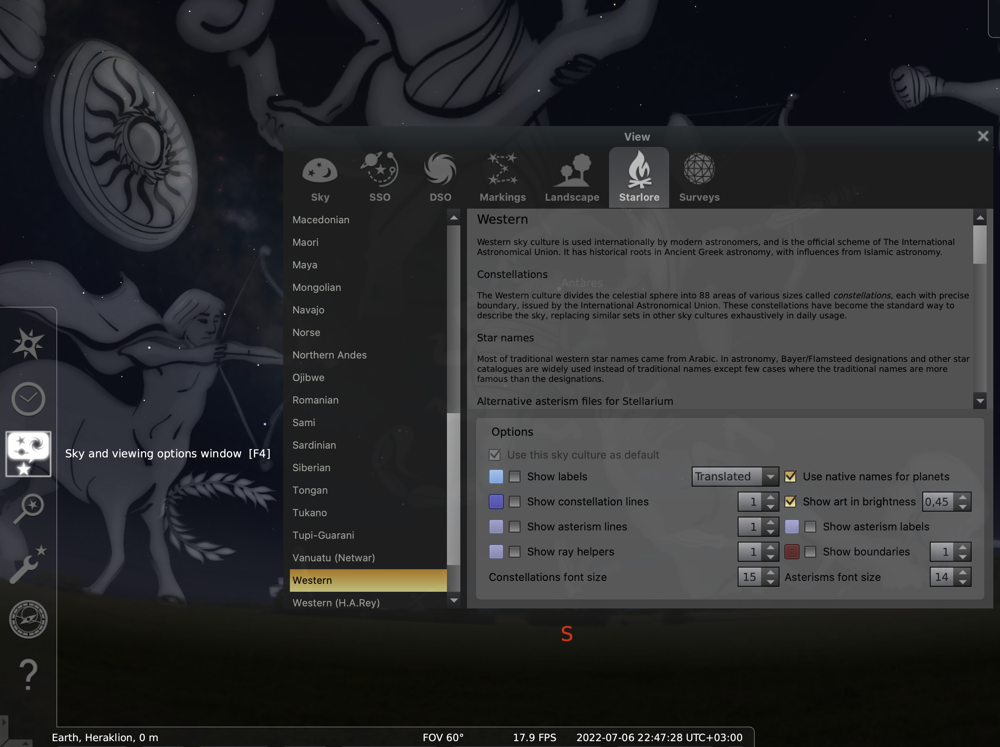 View
Sky
SSO
DSO
Markings
Landscape
Starlore
Surveys
Macedonian
Maori
Maya
Mongolian
Navajo
Norse
Northern Andes
Ojibwe
Romanian
Sami
Sardinian
Siberian
Tongan
Tukano
Tupi-Guarani
Vanuatu (Netwar)
Western
Western (H.A.Rey)
Western
Western sky culture is used internationally by modern astronomers, and is the official scheme of The International
Astronomical Union. It has historical roots in Ancient Greek astronomy, with influences from Islamic astronomy.
Constellations
Antares
The Western culture divides the celestial sphere into 88 areas of various sizes called constellations, each with precise
boundary, issued by the International Astronomical Union. These constellations have become the standard way to
describe the sky, replacing similar sets in other sky cultures exhaustively in daily usage.
Star names
Most of traditional western star names came from Arabic. In astronomy, Bayer/Flamsteed designations and other star
catalogues are widely used instead of traditional names except few cases where the traditional names are more
famous than the designations.
Alternative asterism files for Stellarium
Options
Use this sky culture as default
Show labels Translated Use native names for planets
Show constellation lines 1 Show art in brightness 0,45
Show asterism lines 1 Show asterism labels
Show ray helpers 1 Show boundaries 1
Constellations font size 15 Asterisms font size 14
Sky and viewing options window [F4]
S
Earth, Heraklion, 0 m FOV 60° 17.9 FPS 2022-07-06 22:47:28 UTC+03:00